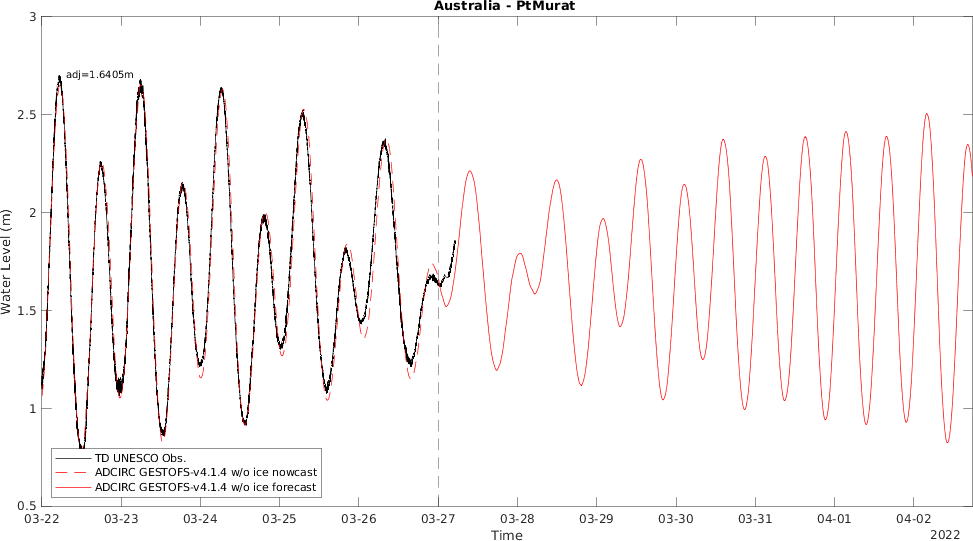 Australia - PtMurat
3
adj=1.6405m
2.5
2
Water Level (m)
1.5
1
TD UNESCO Obs.
ADCIRC GESTOFS-v4.1.4 w/o ice nowcast
ADCIRC GESTOFS-v4.1.4 w/o ice forecast
0.5
03-22 03-23 03-24 03-25 03-26 03-27 03-28 03-29 03-30 03-31 04-01 04-02
Time
2022